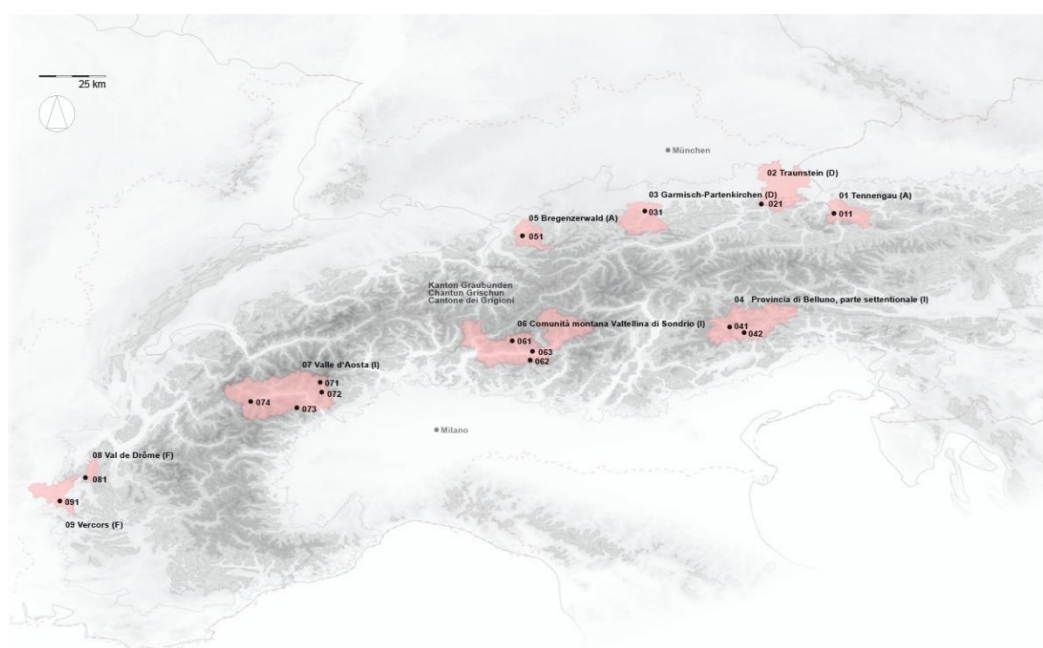 25 km
München
02 Traunstein (D)
03 Garmisch-Partenkirchen (D)
01 Tennengau (A)
021
031
011
05 Bregenzerwald (A)
051
Kanton Graubünden
Chantun Grischun
Cantone dei Grigioni
04 Provincia di Belluno, parte settentionale (I)
06 Comunità montana Valtellina di Sondrio (I)
041
042
061
063
062
07 Valle d'Aosta (I)
071
072
074
073
Milano
08 Val de Drôme (F)
081
091
09 Vercors (F)